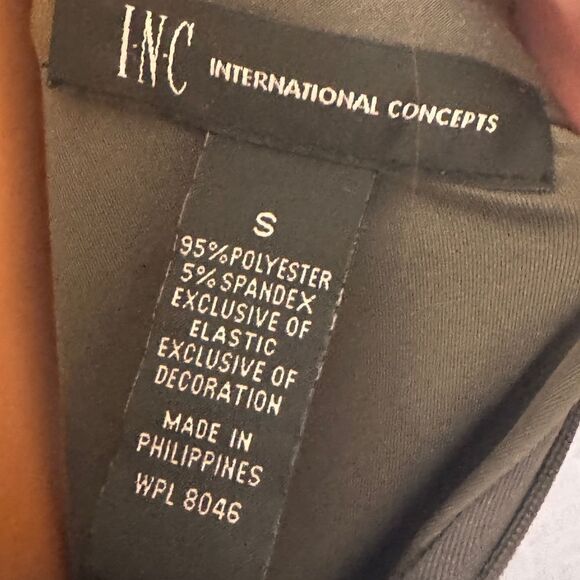 I·N·C INTERNATIONAL CONCEPTS
S
95% POLYESTER
5% SPANDEX
EXCLUSIVE OF
ELASTIC
EXCLUSIVE OF
DECORATION
MADE IN
PHILIPPINES
WPL 8046